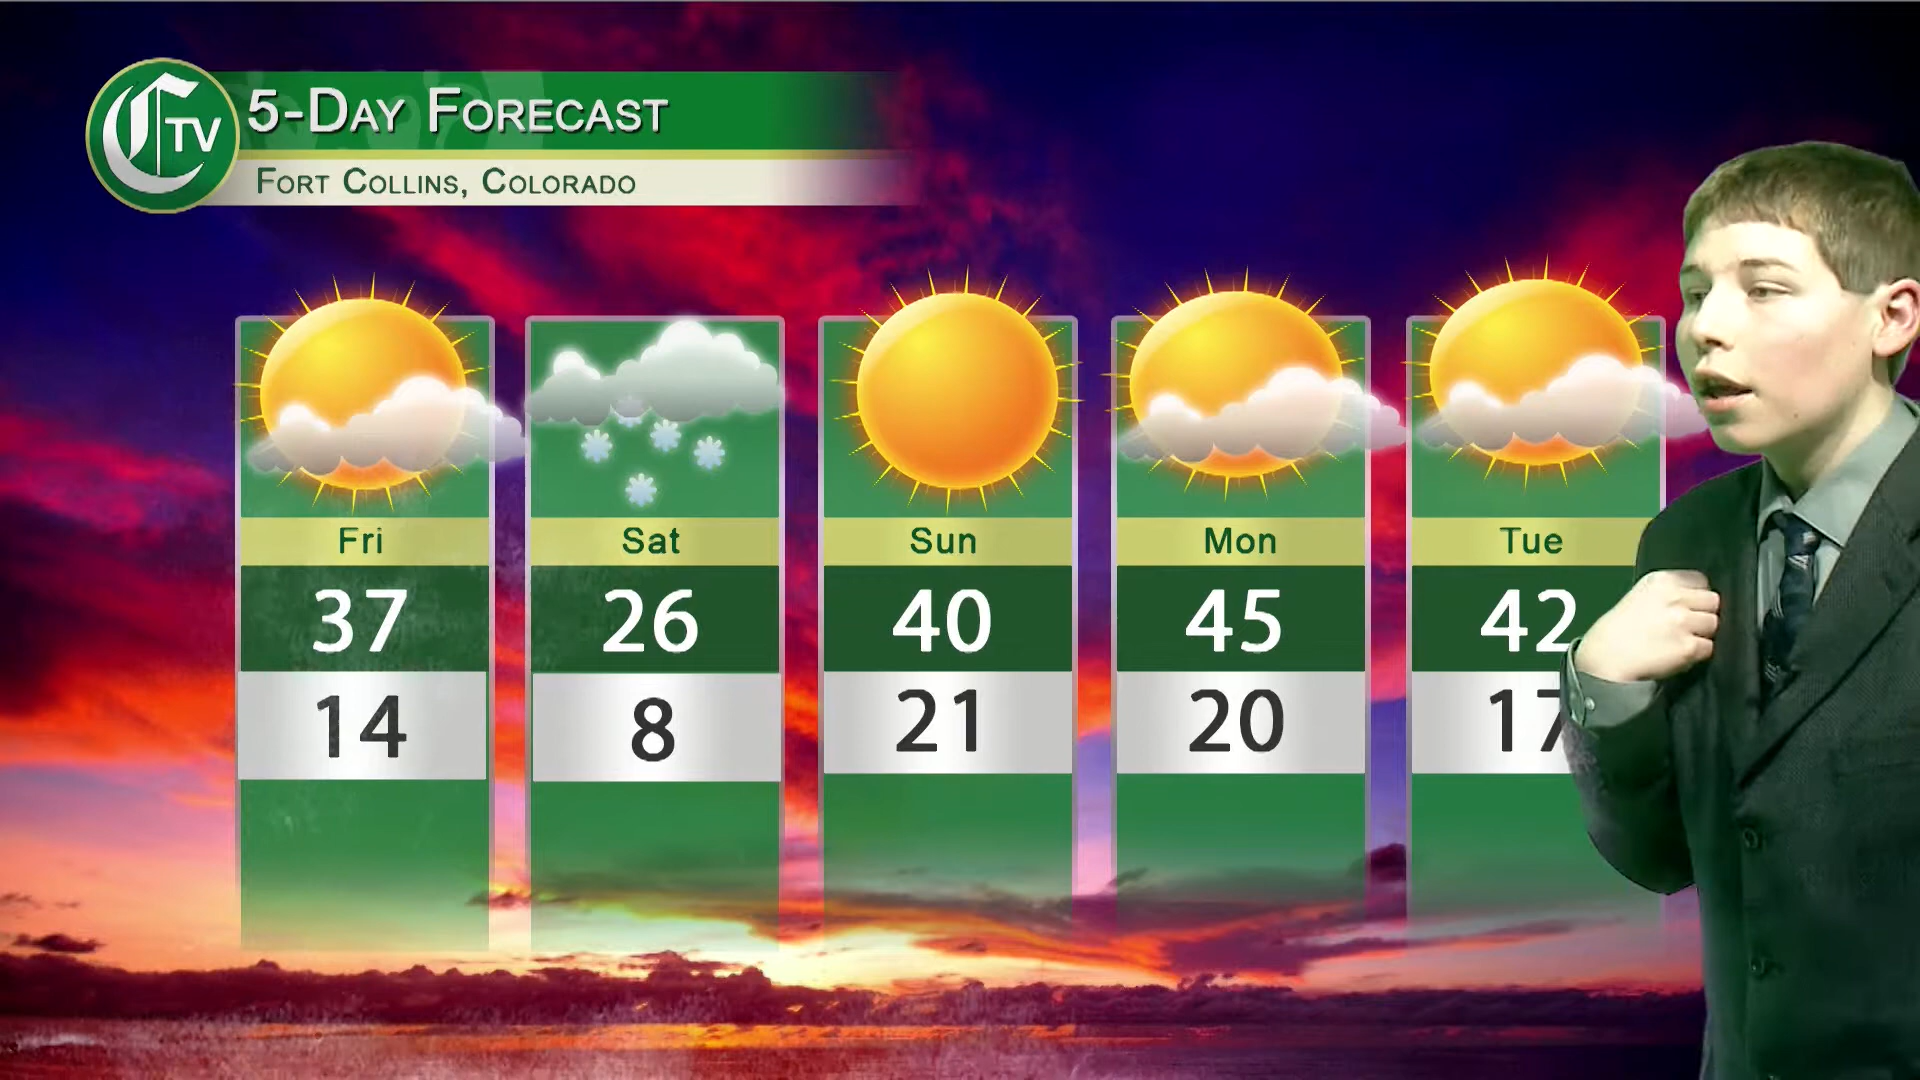 CTV
5-DAY FORECAST
FORT COLLINS, COLORADO
Fri Sat Sun Mon Tue
37 26 40 45 42
14 8 21 20 17